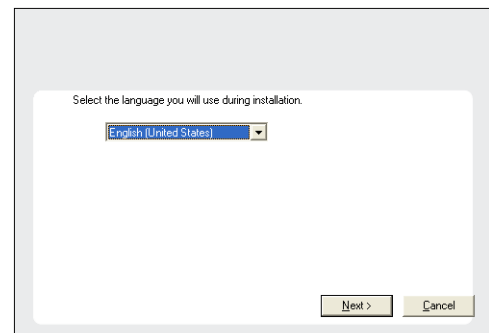 Select the language you will use during installation.
English (United States)
Next >
Cancel